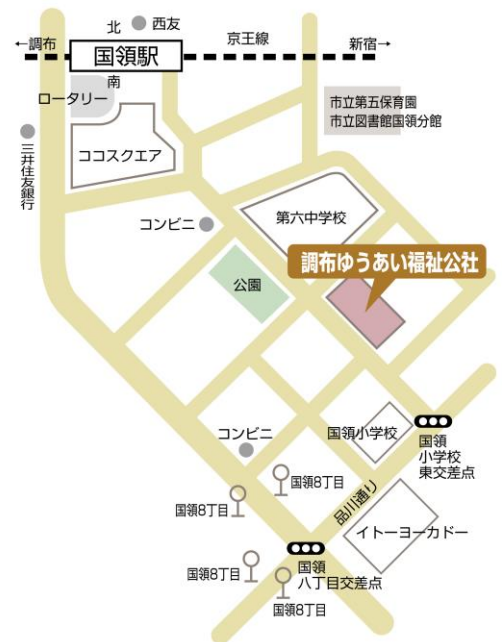 北
西友
←調布
国領駅
京王線
新宿→
南
ロータリー
市立第五保育園
市立図書館国領分館
三井住友銀行
ココスクエア
コンビニ
第六中学校
調布ゆうあい福祉公社
公園
国領小学校
コンビニ
国領
小学校
東交差点
国領8丁目
国領8丁目
品川通り
イトーヨーカドー
国領8丁目
国領
八丁目交差点
国領8丁目